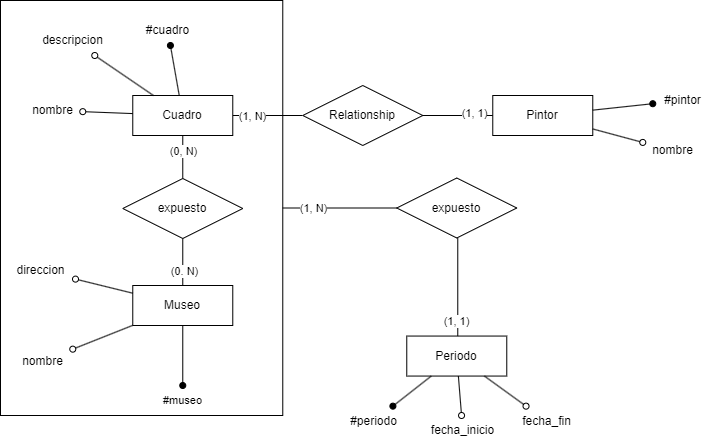 #cuadro
descripcion
nombre
Cuadro
(1, N)
Relationship
(1, 1)
Pintor
#pintor
nombre
(0, N)
expuesto
(1, N)
expuesto
direccion
(0. N)
Museo
nombre
#museo
(1, 1)
Periodo
#periodo
fecha_inicio
fecha_fin